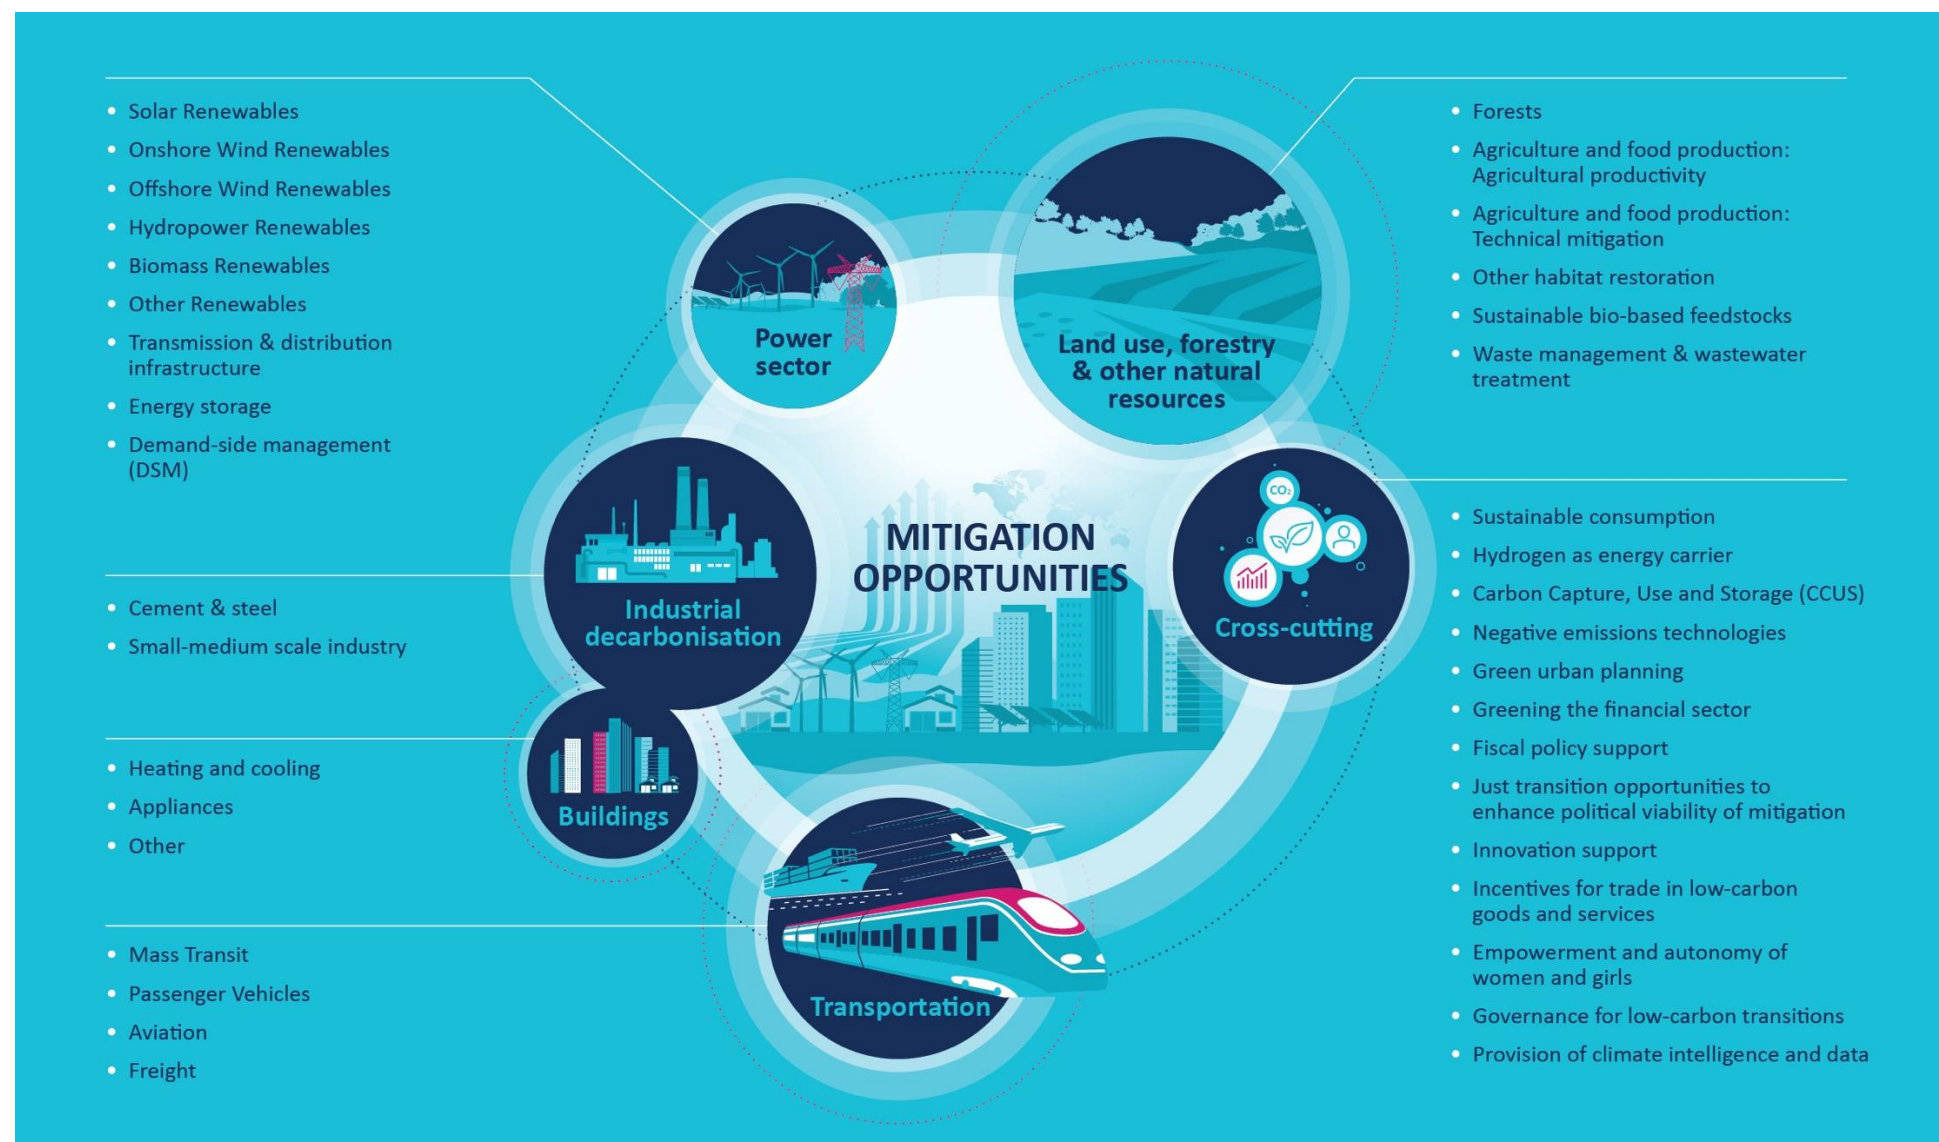 • Solar Renewables
• Onshore Wind Renewables
• Offshore Wind Renewables
• Hydropower Renewables
• Biomass Renewables
• Other Renewables
• Transmission & distribution
infrastructure
• Energy storage
• Demand-side management
(DSM)
Power
sector
• Cement & steel
• Small-medium scale industry
Industrial
decarbonisation
• Heating and cooling
• Appliances
• Other
Buildings
• Mass Transit
• Passenger Vehicles
• Aviation
• Freight
Transportation
MITIGATION
OPPORTUNITIES
Land use, forestry
& other natural
resources
• Forests
• Agriculture and food production:
Agricultural productivity
• Agriculture and food production:
Technical mitigation
• Other habitat restoration
• Sustainable bio-based feedstocks
• Waste management & wastewater
treatment
CO₂
Cross-cutting
• Sustainable consumption
• Hydrogen as energy carrier
• Carbon Capture, Use and Storage (CCUS)
• Negative emissions technologies
• Green urban planning
• Greening the financial sector
• Fiscal policy support
• Just transition opportunities to
enhance political viability of mitigation
• Innovation support
• Incentives for trade in low-carbon
goods and services
• Empowerment and autonomy of
women and girls
• Governance for low-carbon transitions
• Provision of climate intelligence and data